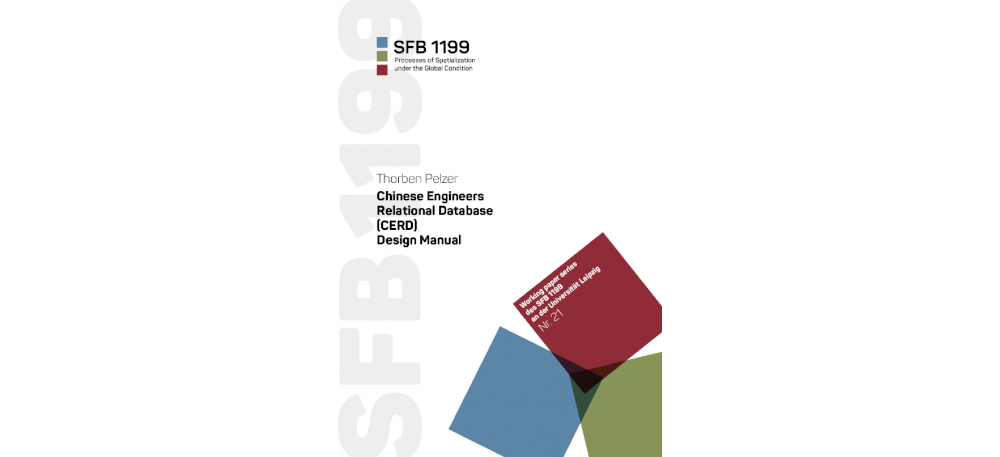 SFB 1199
SFB 1199
Processes of Spatialization
under the Global Condition
Thorben Pelzer
Chinese Engineers
Relational Database
(CERD)
Design Manual
Working paper series
des SFB 1199
an der Universität Leipzig
Nr. 21